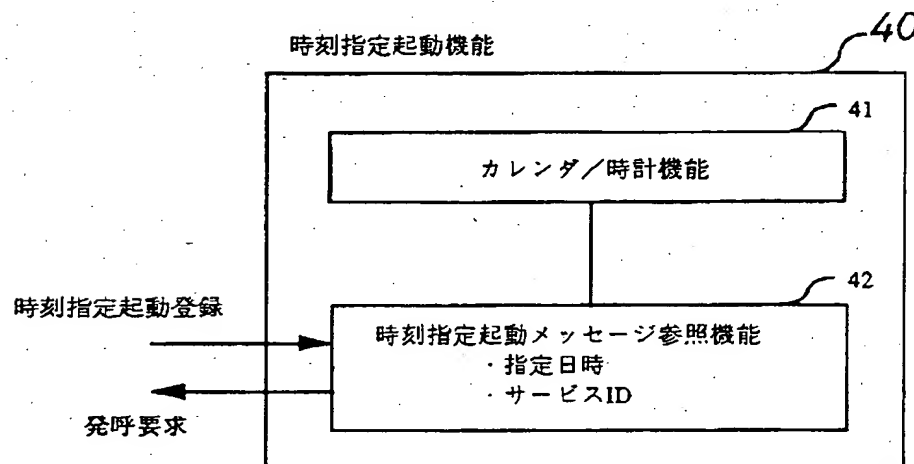 時刻指定起動機能
40
41
カレンダ／時計機能
42
時刻指定起動登録
時刻指定起動メッセージ参照機能
・指定日時
・サービスID
発呼要求